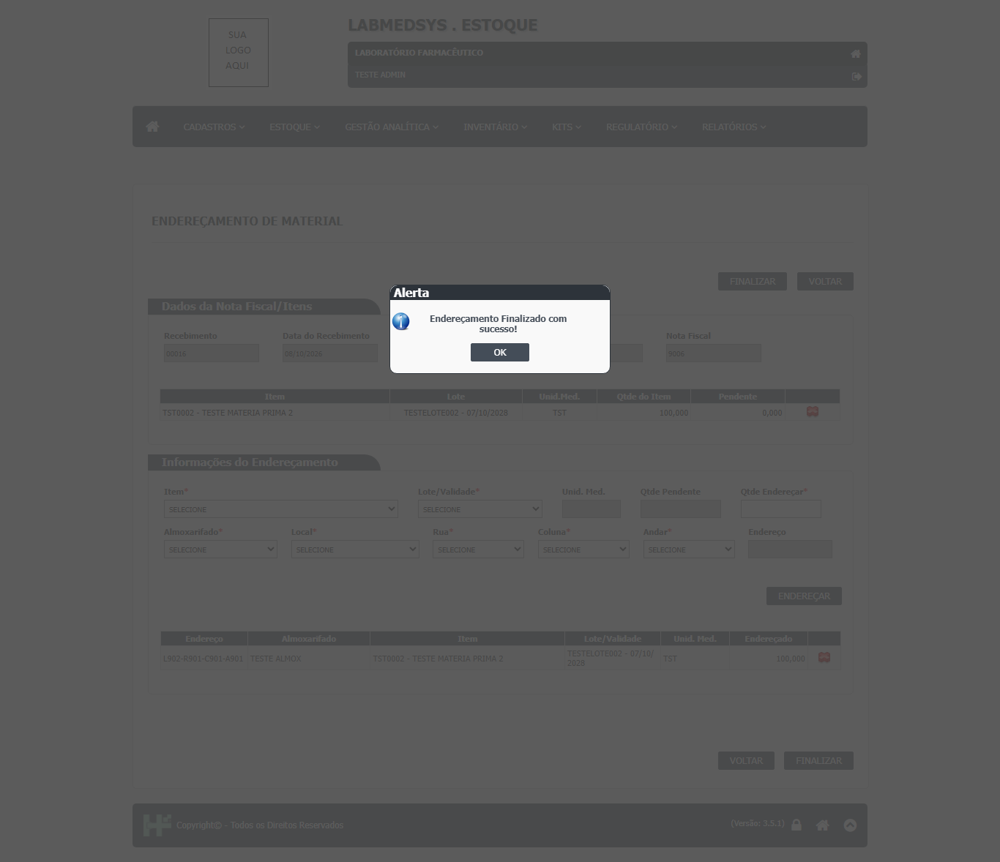 SUA
LOGO
AQUI
LABMEDSYS . ESTOQUE
LABORATÓRIO FARMACÊUTICO
TESTE ADMIN
CADASTROS ESTOQUE GESTÃO ANALÍTICA INVENTÁRIO KITS REGULATÓRIO RELATÓRIOS
ENDEREÇAMENTO DE MATERIAL
FINALIZAR VOLTAR
Alerta
Endereçamento Finalizado com
sucesso!
OK
Dados da Nota Fiscal/Itens
Recebimento Data do Recebimento Nota Fiscal
00016 08/10/2026 9006
Item Lote Unid.Med. Qtde do Item Pendente
TST0002 - TESTE MATERIA PRIMA 2 TESTELOTE002 - 07/10/2028 TST 100,000 0,000
Informações do Endereçamento
Item* Lote/Validade* Unid. Med. Qtde Pendente Qtde Endereçar*
SELECIONE SELECIONE
Almoxarifado* Local* Rua* Coluna* Andar* Endereço
SELECIONE SELECIONE SELECIONE SELECIONE SELECIONE
ENDEREÇAR
Endereço Almoxarifado Item Lote/Validade Unid. Med. Endereçado
L902-R901-C901-A901 TESTE ALMOX TST0002 - TESTE MATERIA PRIMA 2 TESTELOTE002 - 07/10/
2028 TST 100,000
VOLTAR FINALIZAR
Copyright© - Todos os Direitos Reservados (Versão: 3.5.1)